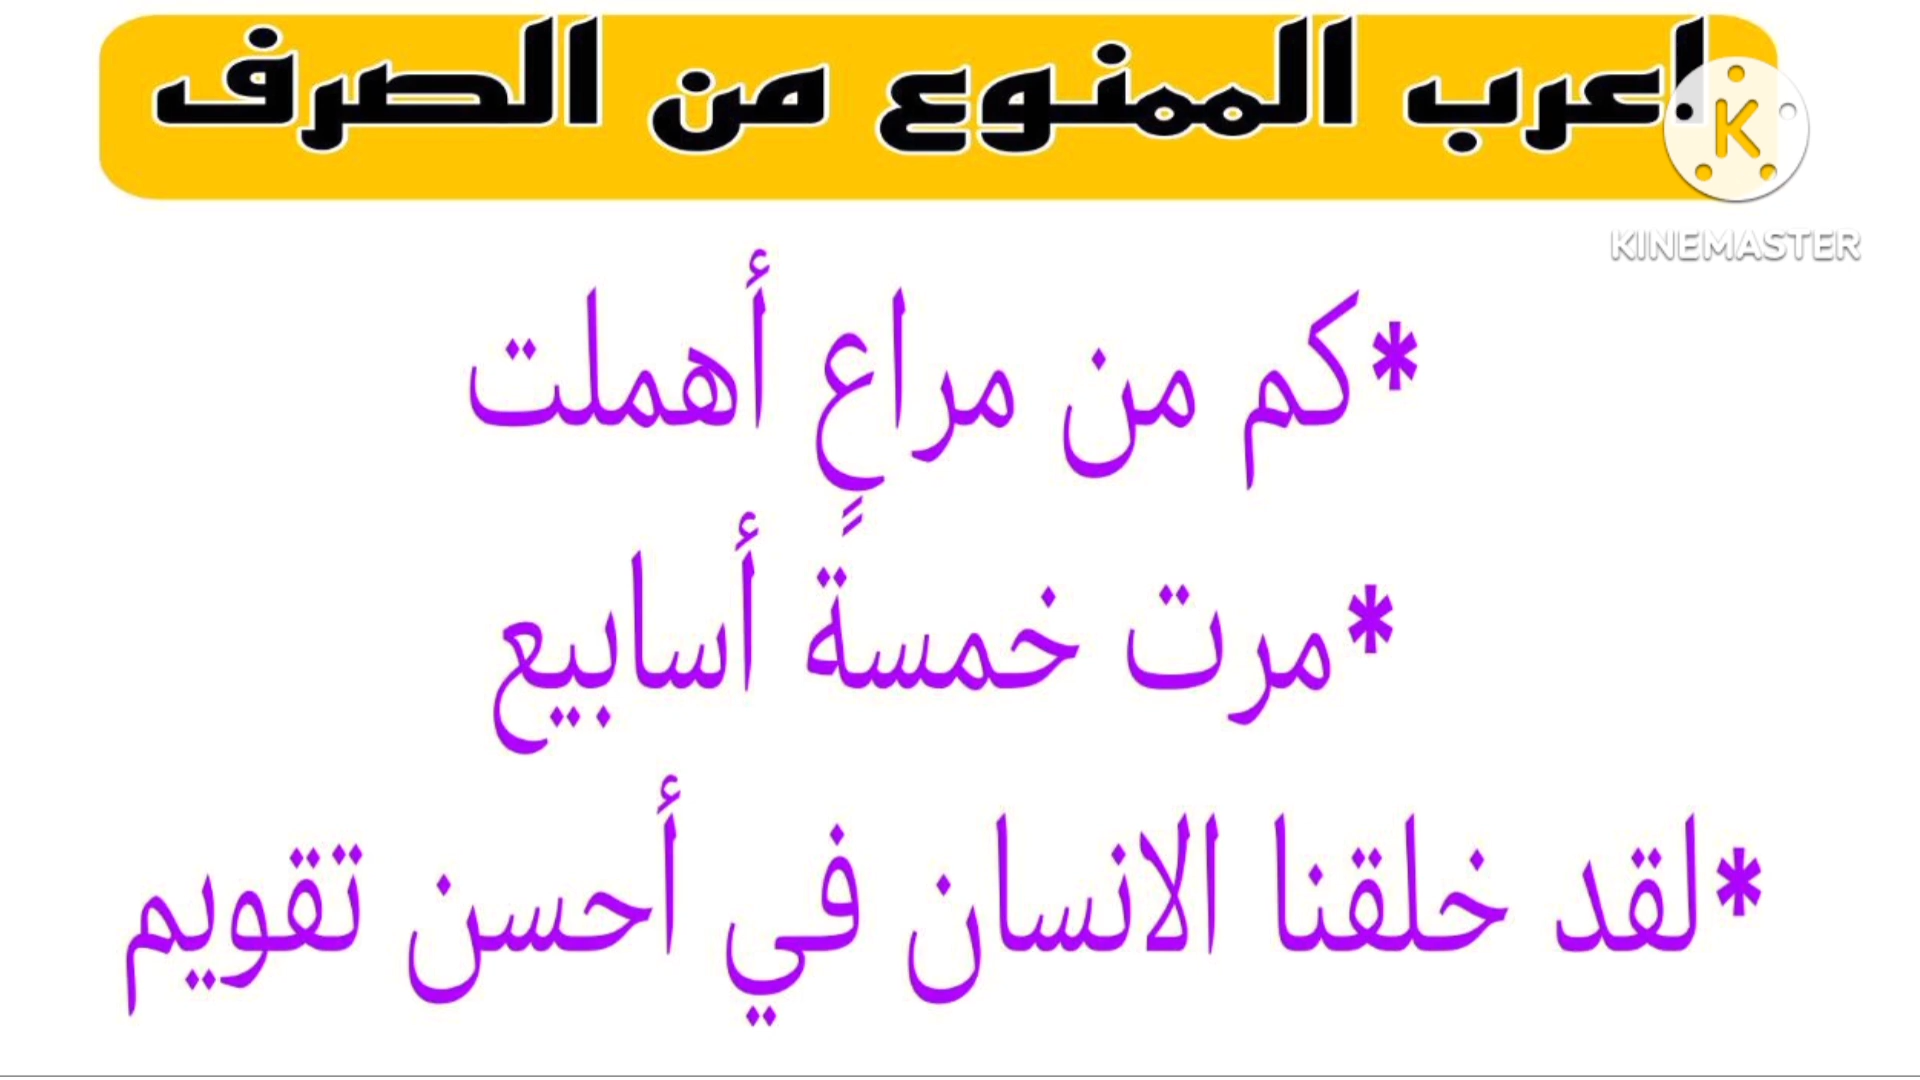 اعرب الممنوع من الصرف
KINEMASTER
*كم من مراعٍ أهملت
*مرت خمسةً أسابيع
*لقد خلقنا الانسان في أحسن تقويم